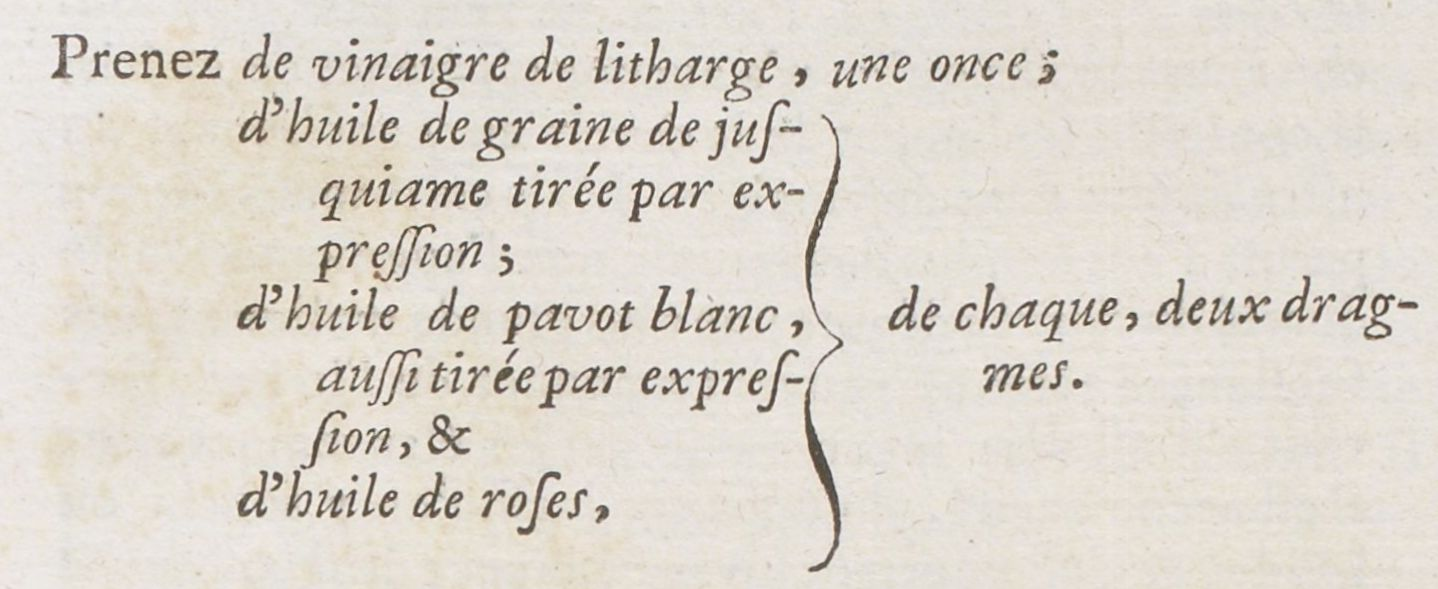 Prenez de vinaigre de litharge, une once;
d'huile de graine de juſ-
quiame tirée par ex-
preſſion;
d'huile de pavot blanc,
auſſi tirée par expreſ-
ſion, &
d'huile de roſes,
de chaque, deux drag-
mes.